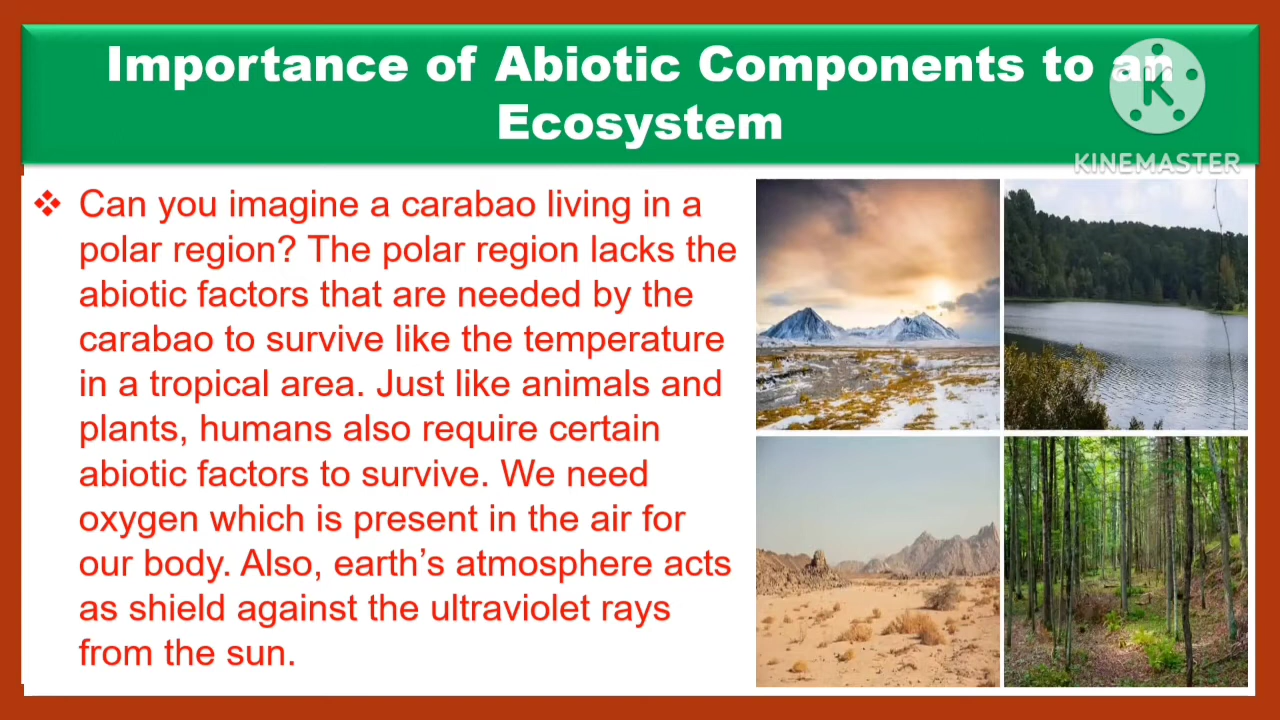 Importance of Abiotic Components to an
Ecosystem
KINEMASTER
Can you imagine a carabao living in a
polar region? The polar region lacks the
abiotic factors that are needed by the
carabao to survive like the temperature
in a tropical area. Just like animals and
plants, humans also require certain
abiotic factors to survive. We need
oxygen which is present in the air for
our body. Also, earth’s atmosphere acts
as shield against the ultraviolet rays
from the sun.